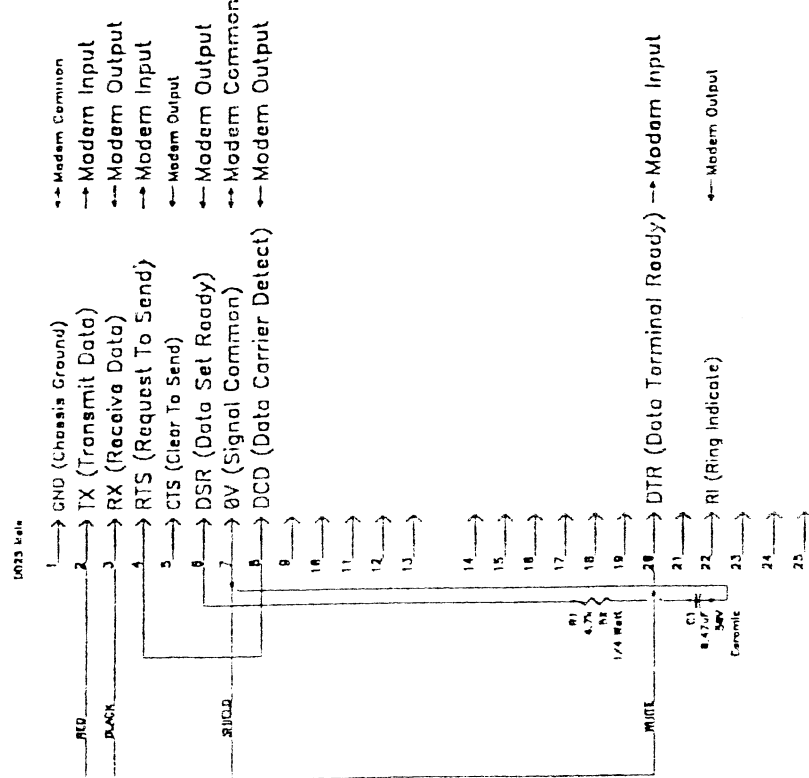 1 GND (Chassis Ground) Modem Common
2 TX (Transmit Data) Modem Input
3 RX (Receive Data) Modem Output
4 RTS (Request To Send) Modem Input
5 CTS (Clear To Send) Modem Output
6 DSR (Data Set Ready) Modem Output
7 0V (Signal Common) Modem Common
8 DCD (Data Carrier Detect) Modem Output
9
10
11
12
13
14
15
16
17
18
19
20 DTR (Data Terminal Ready) Modem Input
21
22 RI (Ring Indicate) Modem Output
23
24
25
RED
BLACK
SHIELD
WHITE
R1
4.7k
5%
1/4 Watt
C1
0.47uF
50V
Ceramic